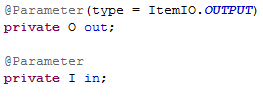 @Parameter(type = ItemIO.OUTPUT)
private O out;
@Parameter
private I in;